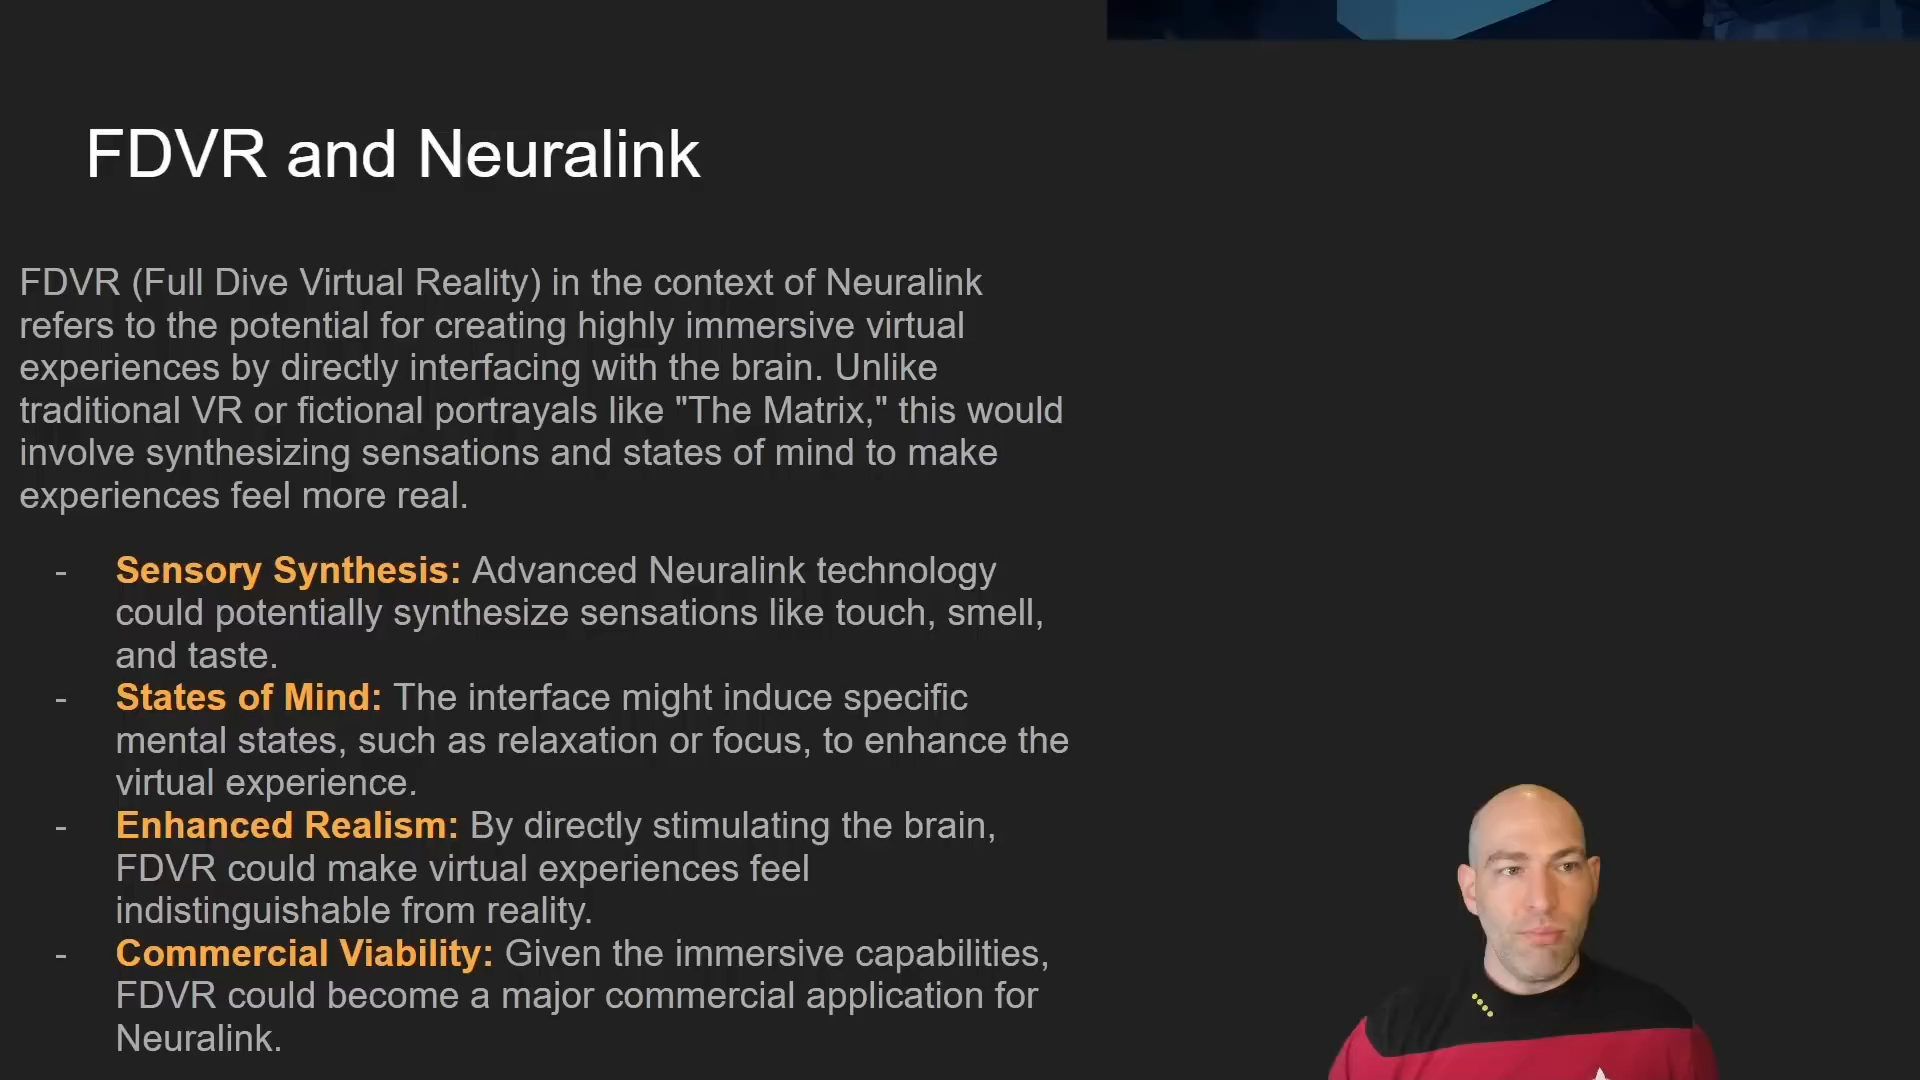 FDVR and Neuralink
FDVR (Full Dive Virtual Reality) in the context of Neuralink
refers to the potential for creating highly immersive virtual
experiences by directly interfacing with the brain. Unlike
traditional VR or fictional portrayals like "The Matrix," this would
involve synthesizing sensations and states of mind to make
experiences feel more real.
- Sensory Synthesis: Advanced Neuralink technology
could potentially synthesize sensations like touch, smell,
and taste.
- States of Mind: The interface might induce specific
mental states, such as relaxation or focus, to enhance the
virtual experience.
- Enhanced Realism: By directly stimulating the brain,
FDVR could make virtual experiences feel
indistinguishable from reality.
- Commercial Viability: Given the immersive capabilities,
FDVR could become a major commercial application for
Neuralink.